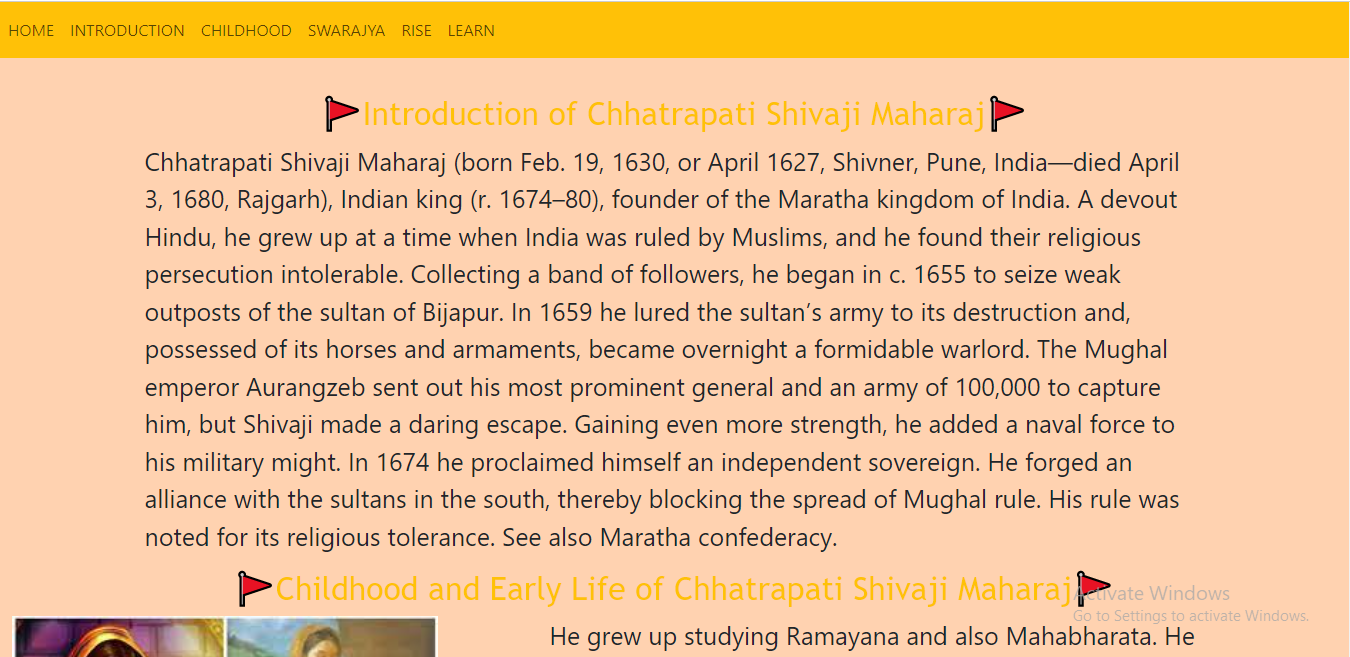 HOME INTRODUCTION CHILDHOOD SWARAJYA RISE LEARN
Introduction of Chhatrapati Shivaji Maharaj
Chhatrapati Shivaji Maharaj (born Feb. 19, 1630, or April 1627, Shivner, Pune, India—died April
3, 1680, Rajgarh), Indian king (r. 1674–80), founder of the Maratha kingdom of India. A devout
Hindu, he grew up at a time when India was ruled by Muslims, and he found their religious
persecution intolerable. Collecting a band of followers, he began in c. 1655 to seize weak
outposts of the sultan of Bijapur. In 1659 he lured the sultan’s army to its destruction and,
possessed of its horses and armaments, became overnight a formidable warlord. The Mughal
emperor Aurangzeb sent out his most prominent general and an army of 100,000 to capture
him, but Shivaji made a daring escape. Gaining even more strength, he added a naval force to
his military might. In 1674 he proclaimed himself an independent sovereign. He forged an
alliance with the sultans in the south, thereby blocking the spread of Mughal rule. His rule was
noted for its religious tolerance. See also Maratha confederacy.
Childhood and Early Life of Chhatrapati Shivaji Maharaj
Activate Windows
Go to Settings to activate Windows.
He grew up studying Ramayana and also Mahabharata. He